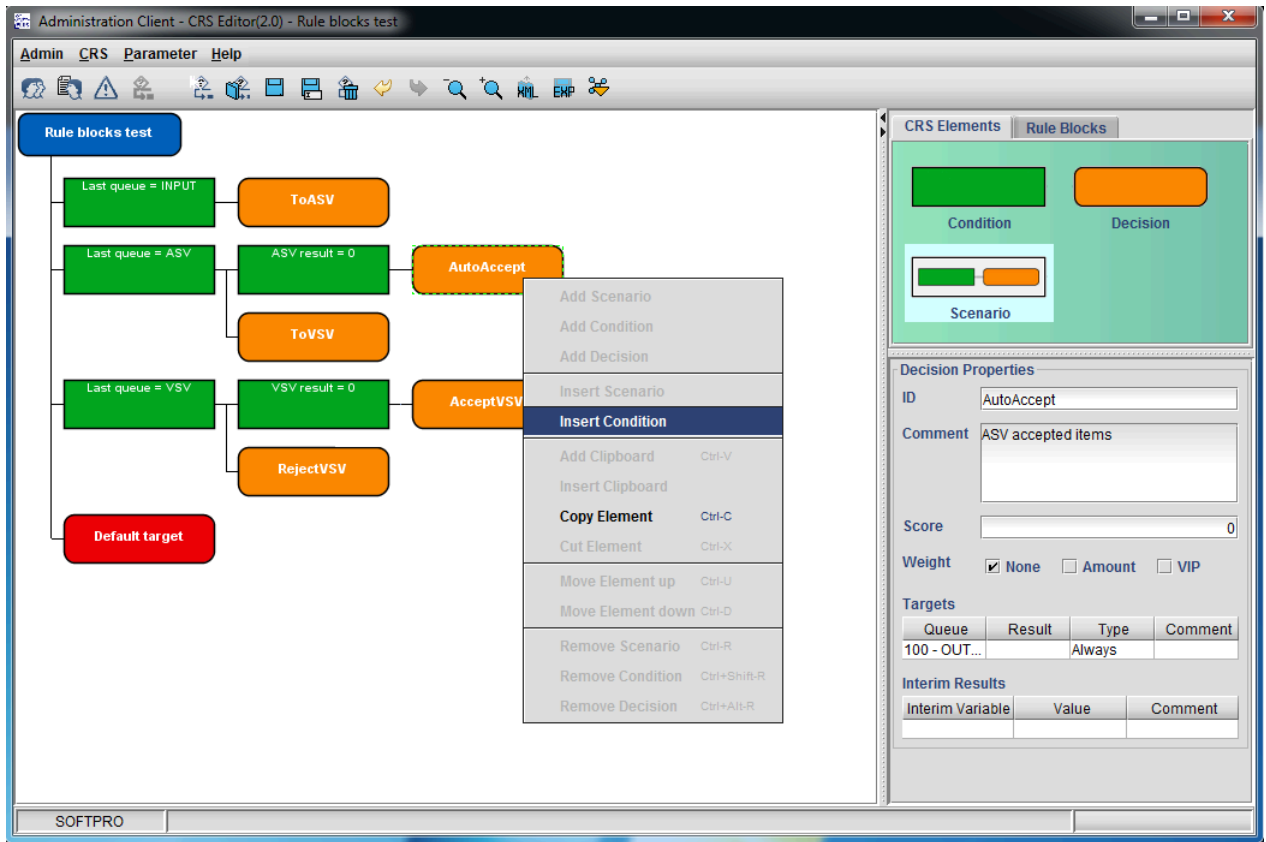 Administration Client - CRS Editor(2.0) - Rule blocks test
Admin CRS Parameter Help
XML EXP
Rule blocks test
Last queue = INPUT
ToASV
Last queue = ASV
ASV result = 0
AutoAccept
ToVSV
Last queue = VSV
VSV result = 0
AcceptVSV
RejectVSV
Default target
Add Scenario
Add Condition
Add Decision
Insert Scenario
Insert Condition
Add Clipboard Ctrl-V
Insert Clipboard
Copy Element Ctrl-C
Cut Element Ctrl-X
Move Element up Ctrl-U
Move Element down Ctrl-D
Remove Scenario Ctrl-R
Remove Condition Ctrl+Shift-R
Remove Decision Ctrl+Alt-R
CRS Elements Rule Blocks
Condition Decision
Scenario
Decision Properties
ID AutoAccept
Comment ASV accepted items
Score 0
Weight None Amount VIP
Targets
Queue Result Type Comment
100 - OUT... Always
Interim Results
Interim Variable Value Comment
SOFTPRO